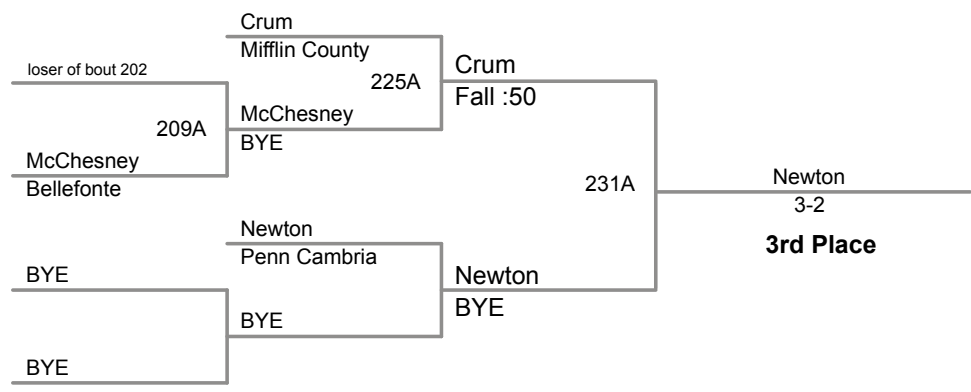 Crum
Mifflin County
loser of bout 202
225A
Crum
Fall :50
209A
McChesney
BYE
McChesney
Bellefonte
231A
Newton
3-2
3rd Place
Newton
Penn Cambria
BYE
Newton
BYE
BYE
BYE